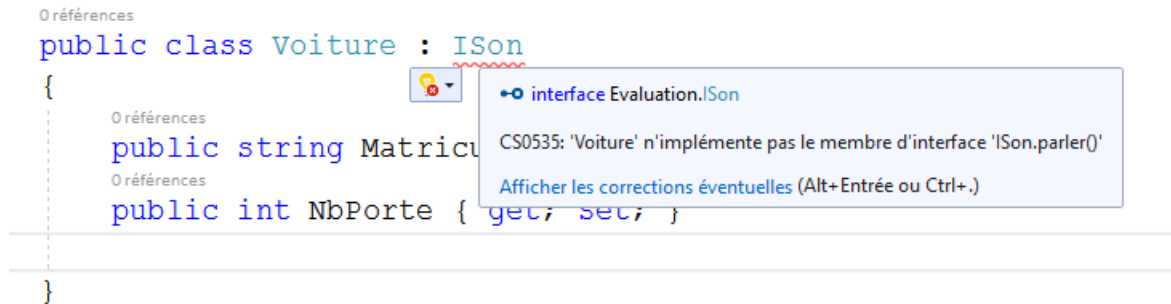 0 références
public class Voiture : ISon
{
interface Evaluation.ISon
0 références
CS0535: 'Voiture' n'implémente pas le membre d'interface 'ISon.parler()'
public string Matricu
0 références
Afficher les corrections éventuelles (Alt+Entrée ou Ctrl+.)
public int NbPorte { get; set; }
}